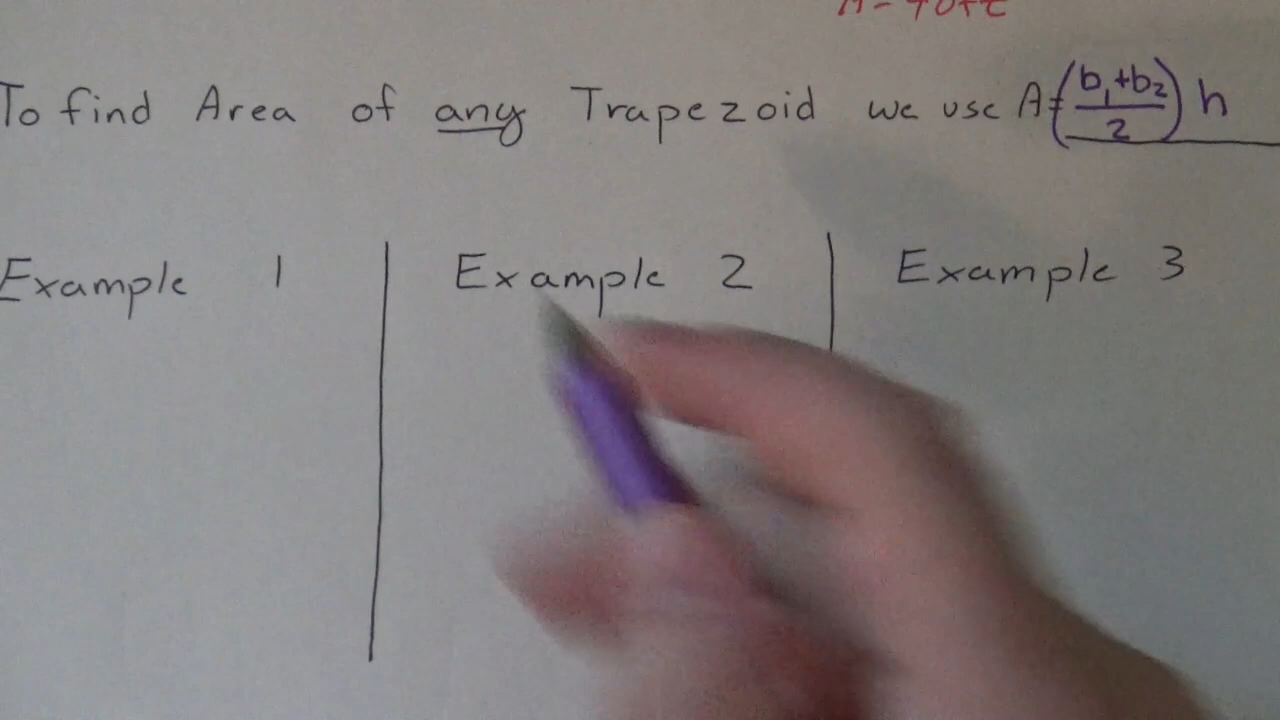 To find Area of any Trapezoid we use A=(b₁+b₂/2)h
Example 1
Example 2
Example 3